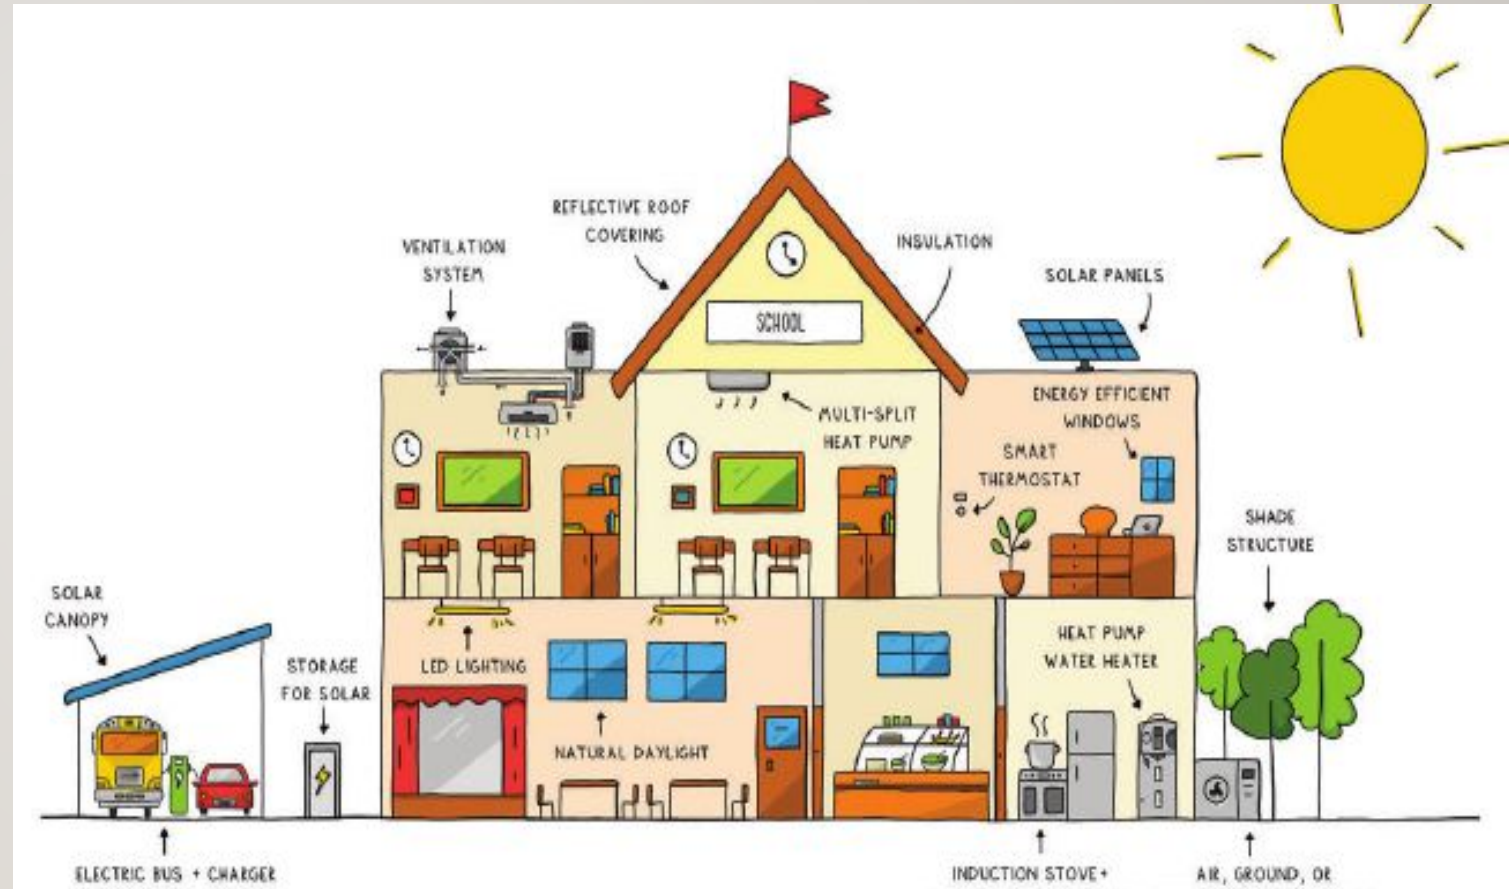 REFLECTIVE ROOF
COVERING
VENTILATION
SYSTEM
INSULATION
SOLAR PANELS
SCHOOL
ENERGY EFFICIENT
WINDOWS
MULTI-SPLIT
HEAT PUMP
SMART
THERMOSTAT
SHADE
STRUCTURE
SOLAR
CANOPY
STORAGE
FOR SOLAR
LED LIGHTING
HEAT PUMP
WATER HEATER
NATURAL DAYLIGHT
ELECTRIC BUS + CHARGER
INDUCTION STOVE+
AIR, GROUND, OR